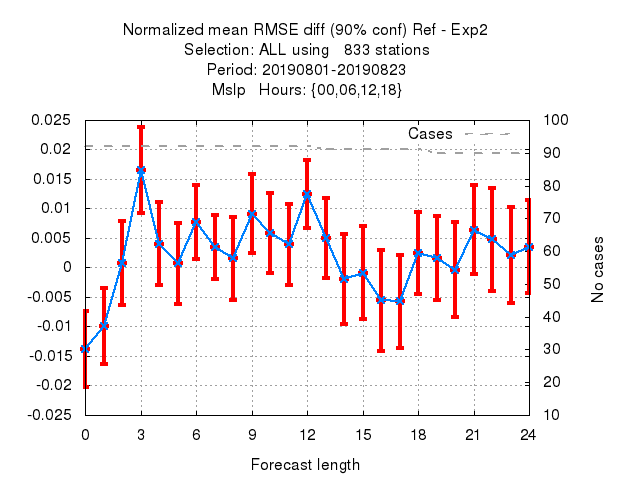 Normalized mean RMSE diff (90% conf) Ref - Exp2
Selection: ALL using   833 stations
Period: 20190801-20190823
Mslp   Hours: {00,06,12,18}
Cases
0.025
0.02
0.015
0.01
0.005
0
-0.005
-0.01
-0.015
-0.02
-0.025
100
90
80
70
60
50
40
30
20
10
No cases
0 3 6 9 12 15 18 21 24
Forecast length